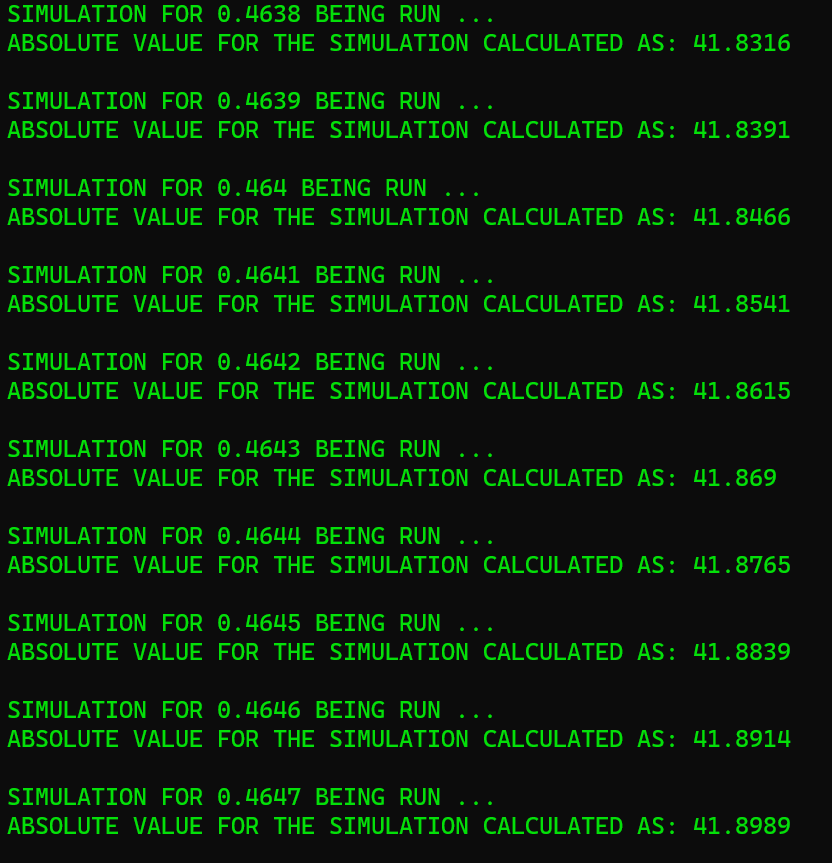 SIMULATION FOR 0.4638 BEING RUN ...
ABSOLUTE VALUE FOR THE SIMULATION CALCULATED AS: 41.8316
SIMULATION FOR 0.4639 BEING RUN ...
ABSOLUTE VALUE FOR THE SIMULATION CALCULATED AS: 41.8391
SIMULATION FOR 0.464 BEING RUN ...
ABSOLUTE VALUE FOR THE SIMULATION CALCULATED AS: 41.8466
SIMULATION FOR 0.4641 BEING RUN ...
ABSOLUTE VALUE FOR THE SIMULATION CALCULATED AS: 41.8541
SIMULATION FOR 0.4642 BEING RUN ...
ABSOLUTE VALUE FOR THE SIMULATION CALCULATED AS: 41.8615
SIMULATION FOR 0.4643 BEING RUN ...
ABSOLUTE VALUE FOR THE SIMULATION CALCULATED AS: 41.869
SIMULATION FOR 0.4644 BEING RUN ...
ABSOLUTE VALUE FOR THE SIMULATION CALCULATED AS: 41.8765
SIMULATION FOR 0.4645 BEING RUN ...
ABSOLUTE VALUE FOR THE SIMULATION CALCULATED AS: 41.8839
SIMULATION FOR 0.4646 BEING RUN ...
ABSOLUTE VALUE FOR THE SIMULATION CALCULATED AS: 41.8914
SIMULATION FOR 0.4647 BEING RUN ...
ABSOLUTE VALUE FOR THE SIMULATION CALCULATED AS: 41.8989